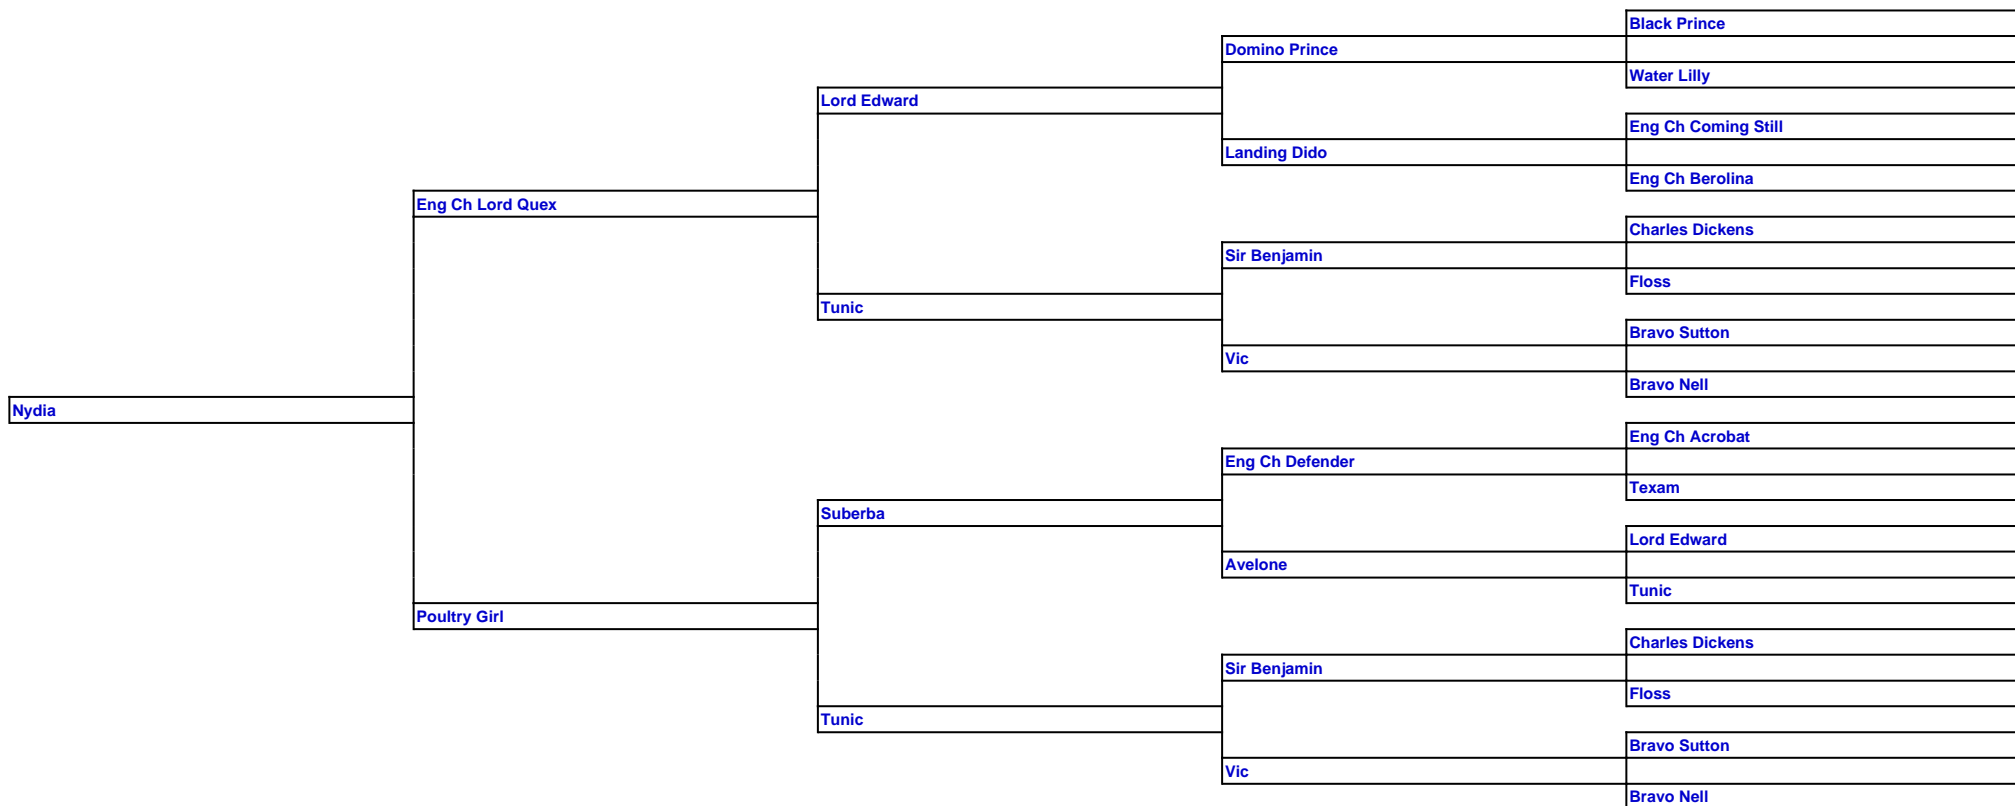 Black Prince
Domino Prince
Water Lilly
Lord Edward
Eng Ch Coming Still
Landing Dido
Eng Ch Berolina
Eng Ch Lord Quex
Charles Dickens
Sir Benjamin
Floss
Tunic
Bravo Sutton
Vic
Bravo Nell
Nydia
Eng Ch Acrobat
Eng Ch Defender
Texam
Suberba
Lord Edward
Avelone
Tunic
Poultry Girl
Charles Dickens
Sir Benjamin
Floss
Tunic
Bravo Sutton
Vic
Bravo Nell